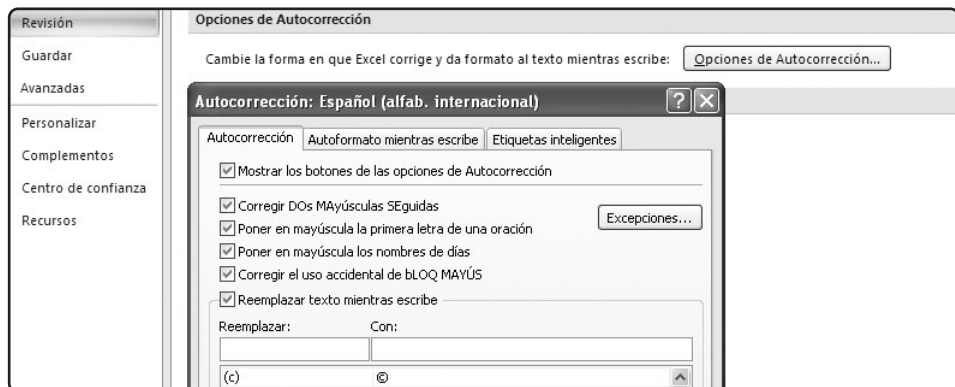 Revisión
Guardar
Avanzadas
Personalizar
Complementos
Centro de confianza
Recursos
Opciones de Autocorrección
Cambie la forma en que Excel corrige y da formato al texto mientras escribe: Opciones de Autocorrección...
Autocorrección: Español (alfab. internacional)
Autocorrección Autoformato mientras escribe Etiquetas inteligentes
Mostrar los botones de las opciones de Autocorrección
Corregir DOs MAyúsculas SEguidas
Excepciones...
Poner en mayúscula la primera letra de una oración
Poner en mayúscula los nombres de días
Corregir el uso accidental de bLOQ MAYÚS
Reemplazar texto mientras escribe
Reemplazar: Con:
(c) ©